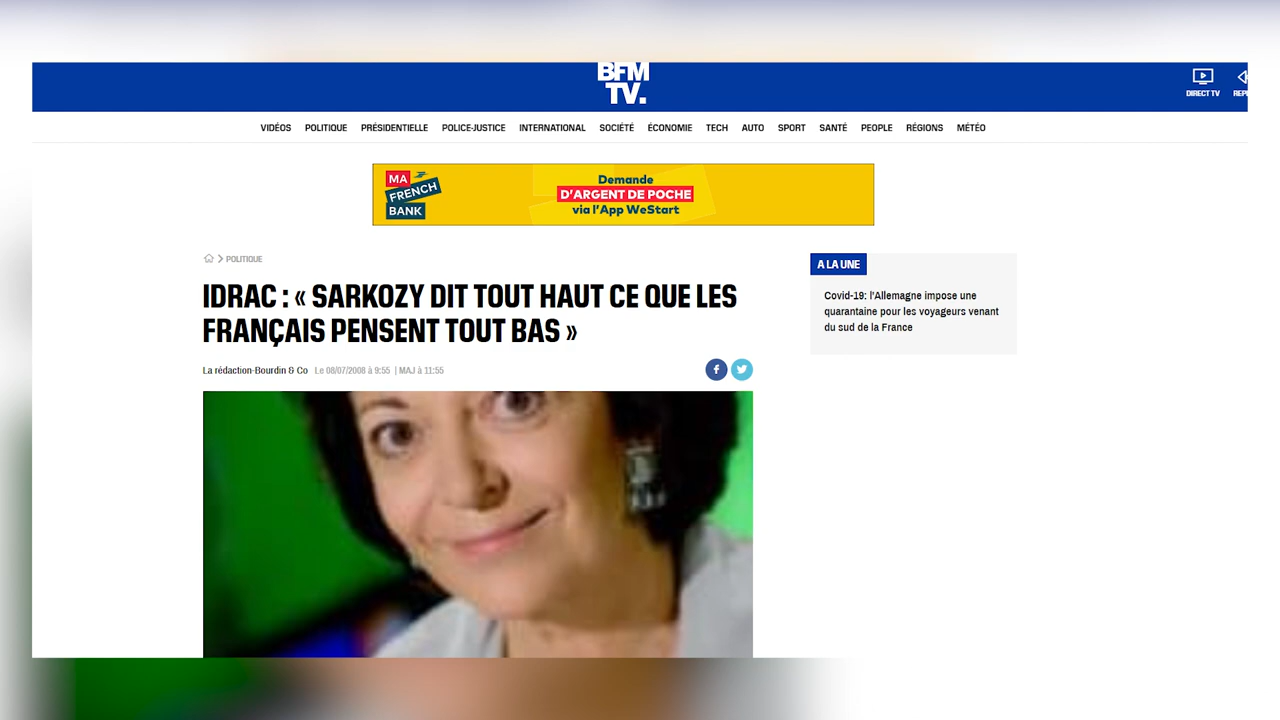 BFM
TV.
DIRECT TV
VIDÉOS POLITIQUE PRÉSIDENTIELLE POLICE-JUSTICE INTERNATIONAL SOCIÉTÉ ÉCONOMIE TECH AUTO SPORT SANTÉ PEOPLE RÉGIONS MÉTÉO
MA
FRENCH
BANK
Demande
D'ARGENT DE POCHE
via l'App WeStart
POLITIQUE
IDRAC : « SARKOZY DIT TOUT HAUT CE QUE LES
FRANÇAIS PENSENT TOUT BAS »
La rédaction-Bourdin & Co Le 08/07/2008 à 9:55 | MAJ à 11:55
A LA UNE
Covid-19: l'Allemagne impose une
quarantaine pour les voyageurs venant
du sud de la France